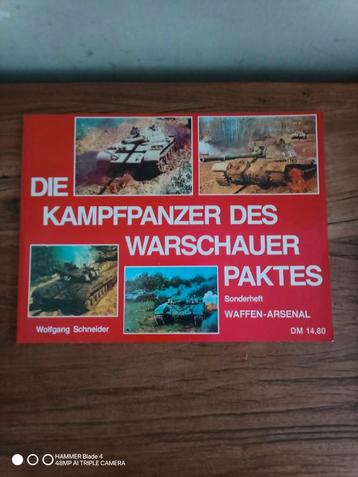 DIE
KAMPFPANZER DES
WARSCHAUER
PAKTES
Sonderheft
WAFFEN-ARSENAL
Wolfgang Schneider
DM 14,80
HAMMER Blade 4
48MP AI TRIPLE CAMERA